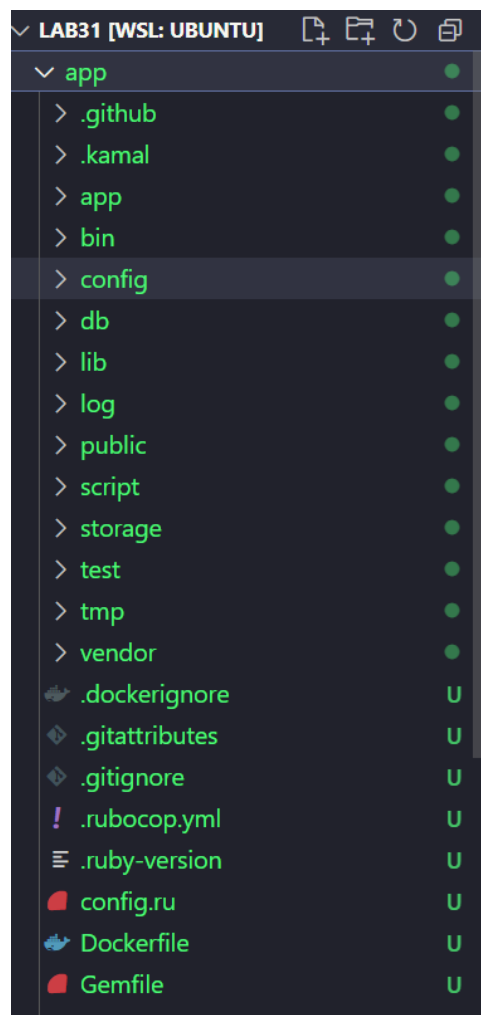 LAB31 [WSL: UBUNTU]
app
.github
.kamal
app
bin
config
db
lib
log
public
script
storage
test
tmp
vendor
.dockerignore U
.gitattributes U
.gitignore U
! .rubocop.yml U
.ruby-version U
config.ru U
Dockerfile U
Gemfile U